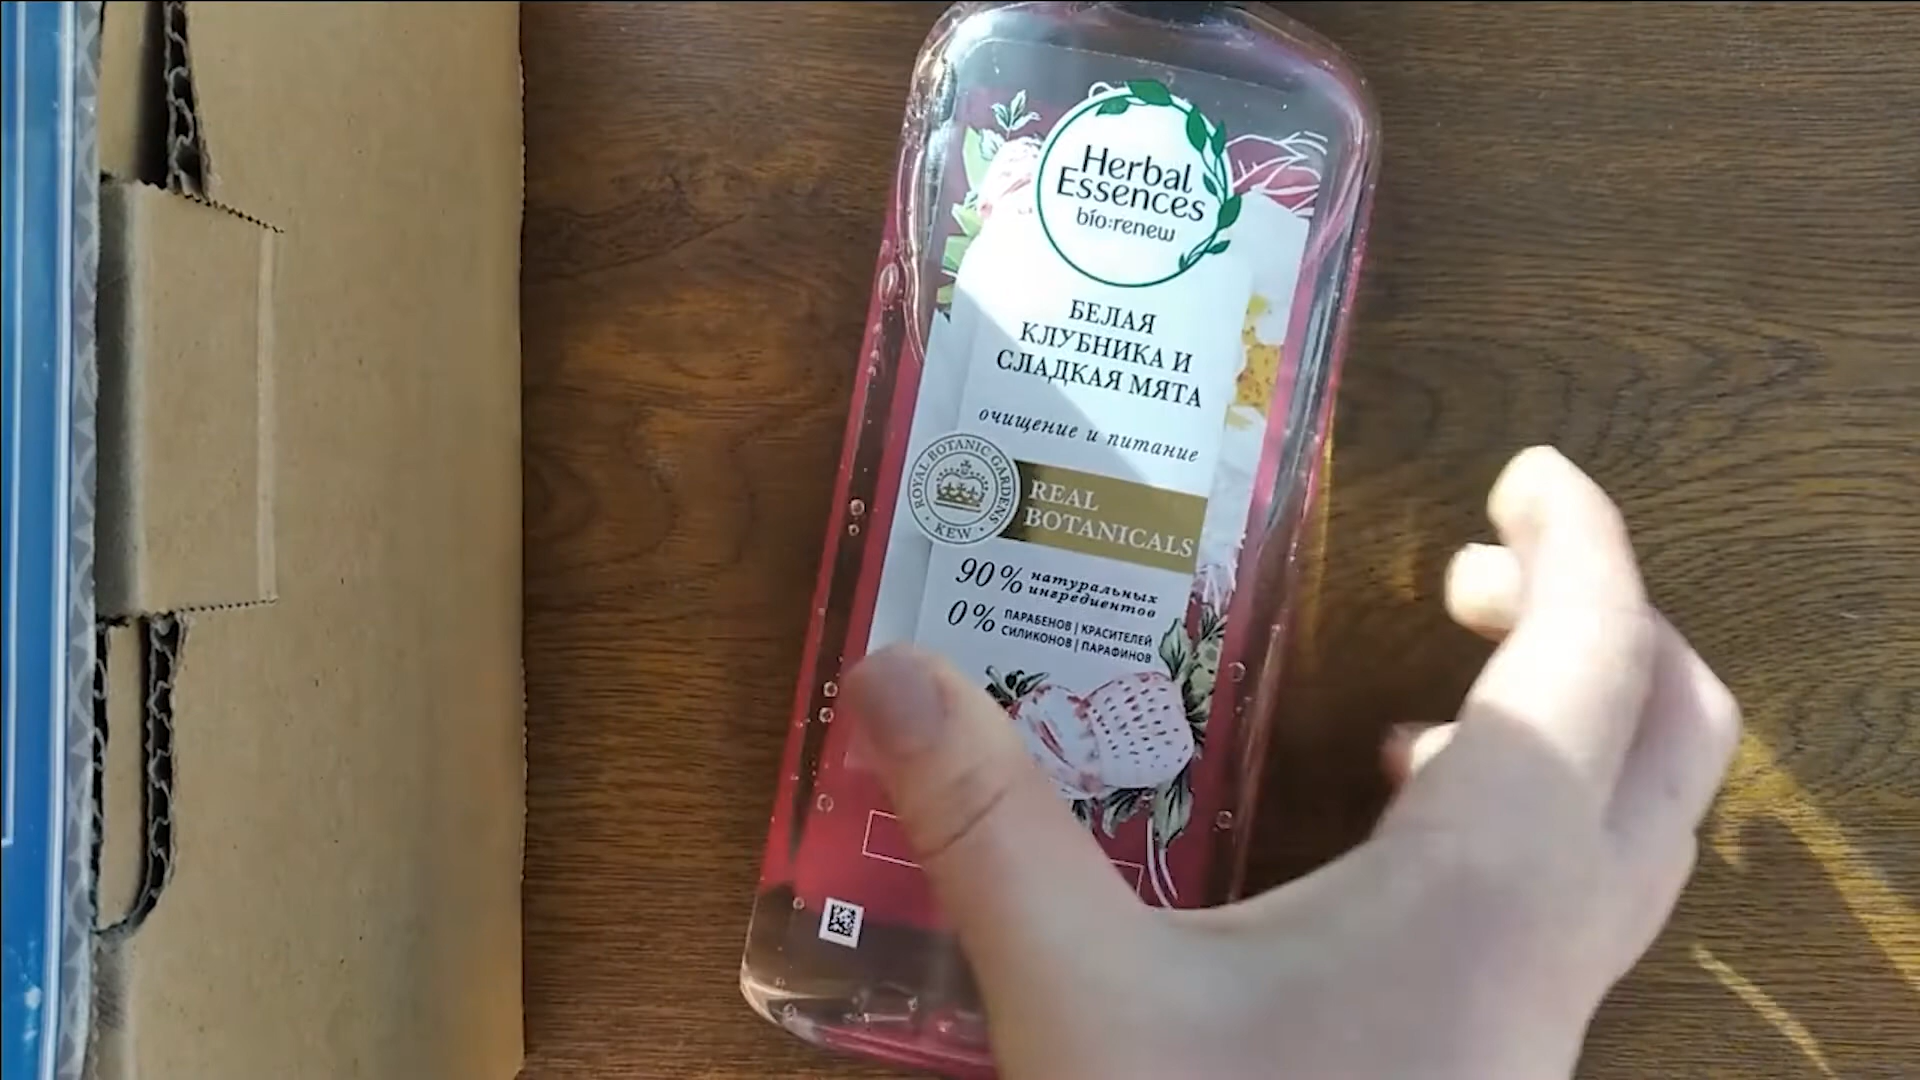 Herbal
Essences
bío:renew
БЕЛАЯ
КЛУБНИКА И
СЛАДКАЯ МЯТА
очищение и питание
ROYAL BOTANIC GARDENS
KEW
REAL
BOTANICALS
90% натуральных
ингредиентов
0% ПАРАБЕНОВ | КРАСИТЕЛЕЙ
СИЛИКОНОВ | ПАРАФИНОВ